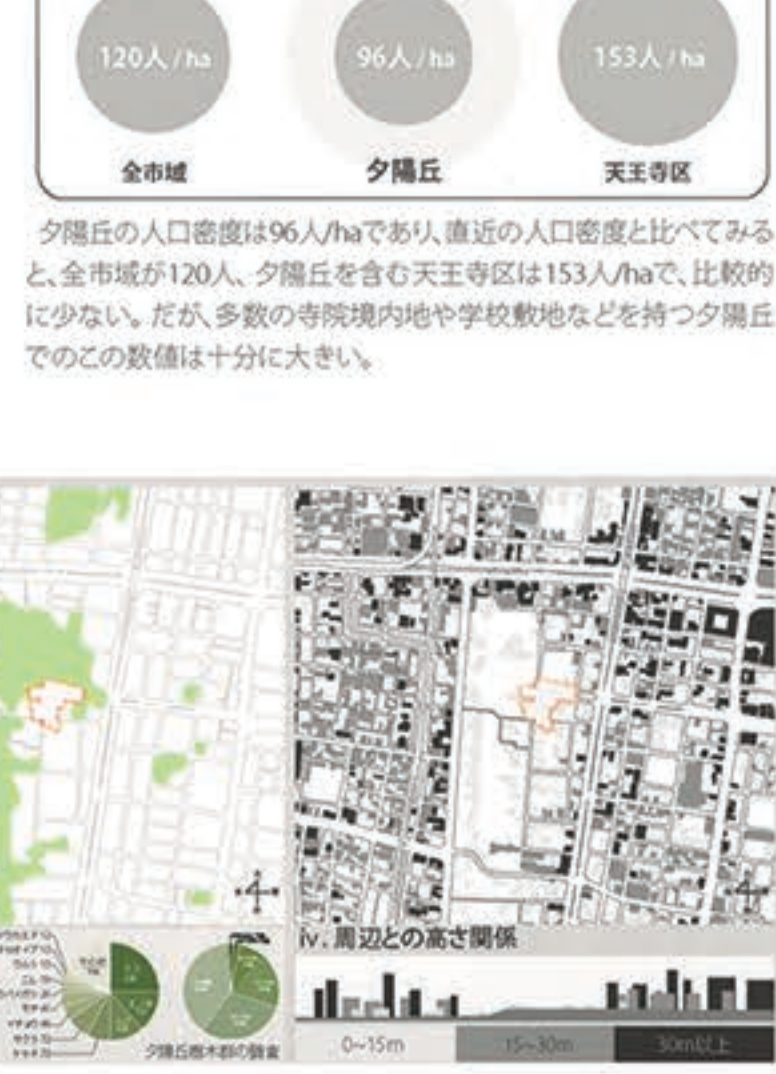 120人/ha
96人/ha
153人/ha
全市域
夕陽丘
天王寺区
夕陽丘の人口密度は96人/haであり、直近の人口密度と比べてみる
と、全市域が120人、夕陽丘を含む天王寺区は153人/haで、比較的
に少ない。だが、多数の寺院境内地や学校敷地などを持つ夕陽丘
でのこの数値は十分に大きい。
iv. 周辺との高さ関係
夕陽丘樹木群の調査
0~15m
15~30m
30m以上